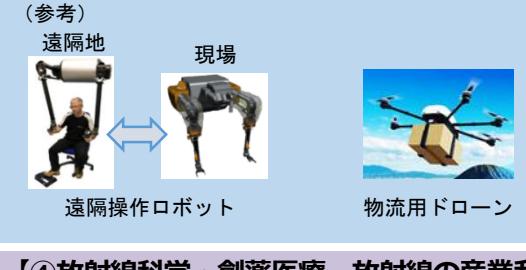 （参考）
遠隔地
現場
遠隔操作ロボット
物流用ドローン
【④放射線科学・創薬医療、放射線の産業利